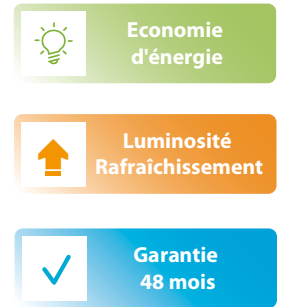 Economie
d'énergie
Luminosité
Rafraîchissement
Garantie
48 mois